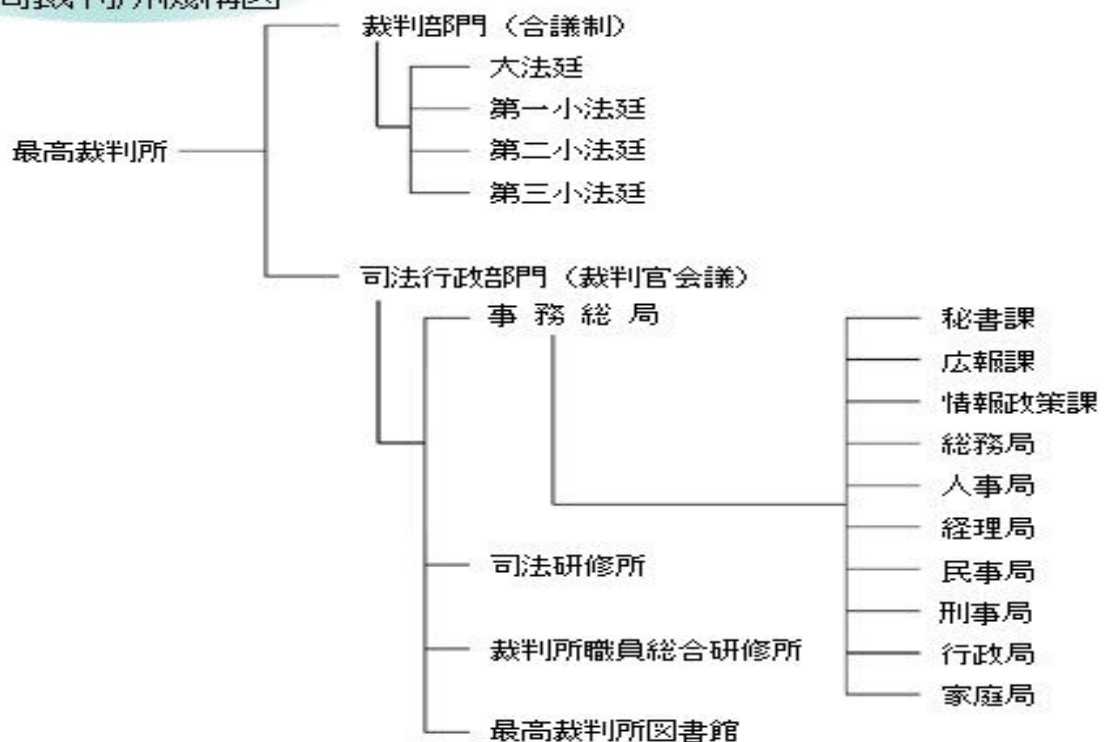 裁判部門（合議制）
大法廷
第一小法廷
第二小法廷
第三小法廷
最高裁判所
司法行政部門（裁判官会議）
事務総局
秘書課
広報課
情報政策課
総務局
人事局
経理局
民事局
刑事局
行政局
家庭局
司法研修所
裁判所職員総合研修所
最高裁判所図書館